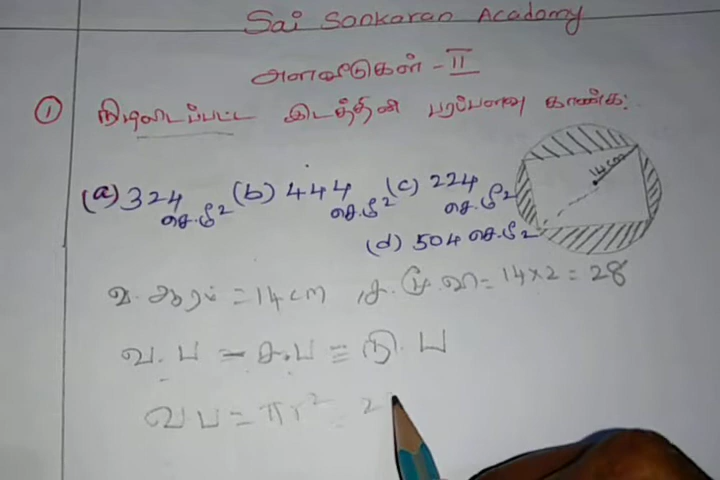 Sai Sankaran Academy
அளவீடுகள் - II
① நிழலிடப்பட்ட இடத்தின் பரப்பளவு காண்க:
(a) 324 செ.மீ² (b) 444 செ.மீ² (c) 224 செ.மீ²
(d) 504 செ.மீ²
14cm
வ. ஆரம் = 14cm , ச. மூ. வி = 14×2 = 28
வ. ப - ச. ப = நி. ப
வ ப = πr² 2